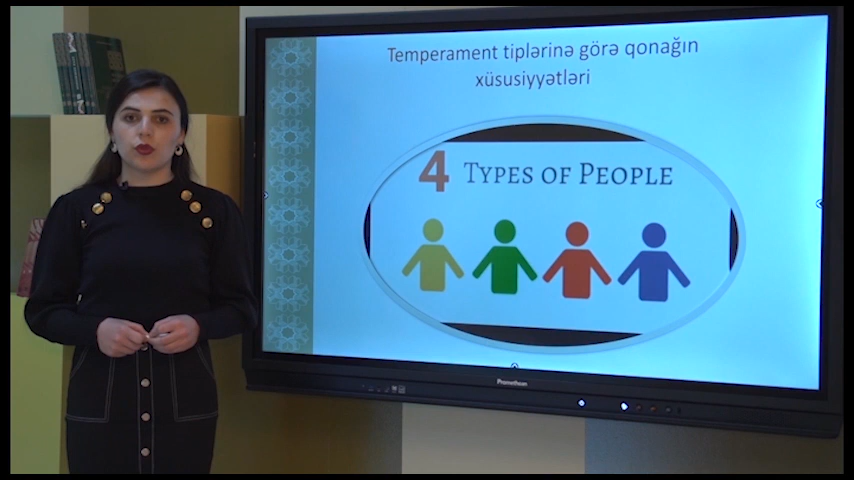 Temperament tiplərinə görə qonağın
xüsusiyyətləri
4 TYPES OF PEOPLE
Promethean